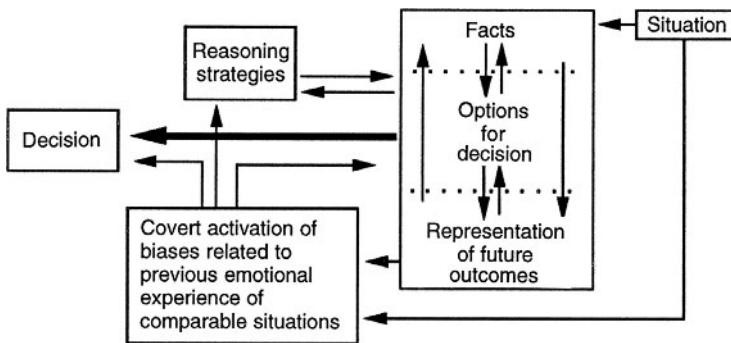 Facts
Situation
Reasoning
strategies
Options
for
decision
Decision
Covert activation of
biases related to
previous emotional
experience of
comparable situations
Representation
of future
outcomes